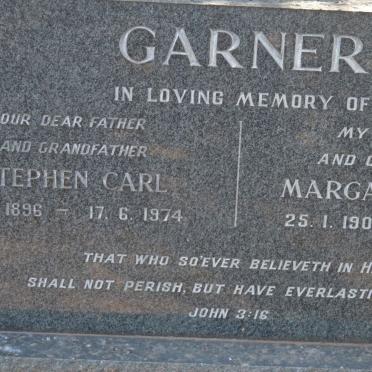 GARNER
IN LOVING MEMORY OF
OUR DEAR FATHER
AND GRANDFATHER
STEPHEN CARL
1896 – 17. 6. 1974
MY
AND
MARGA
25. 1. 190
THAT WHO SO'EVER BELIEVETH IN H
SHALL NOT PERISH, BUT HAVE EVERLASTI
JOHN 3:16